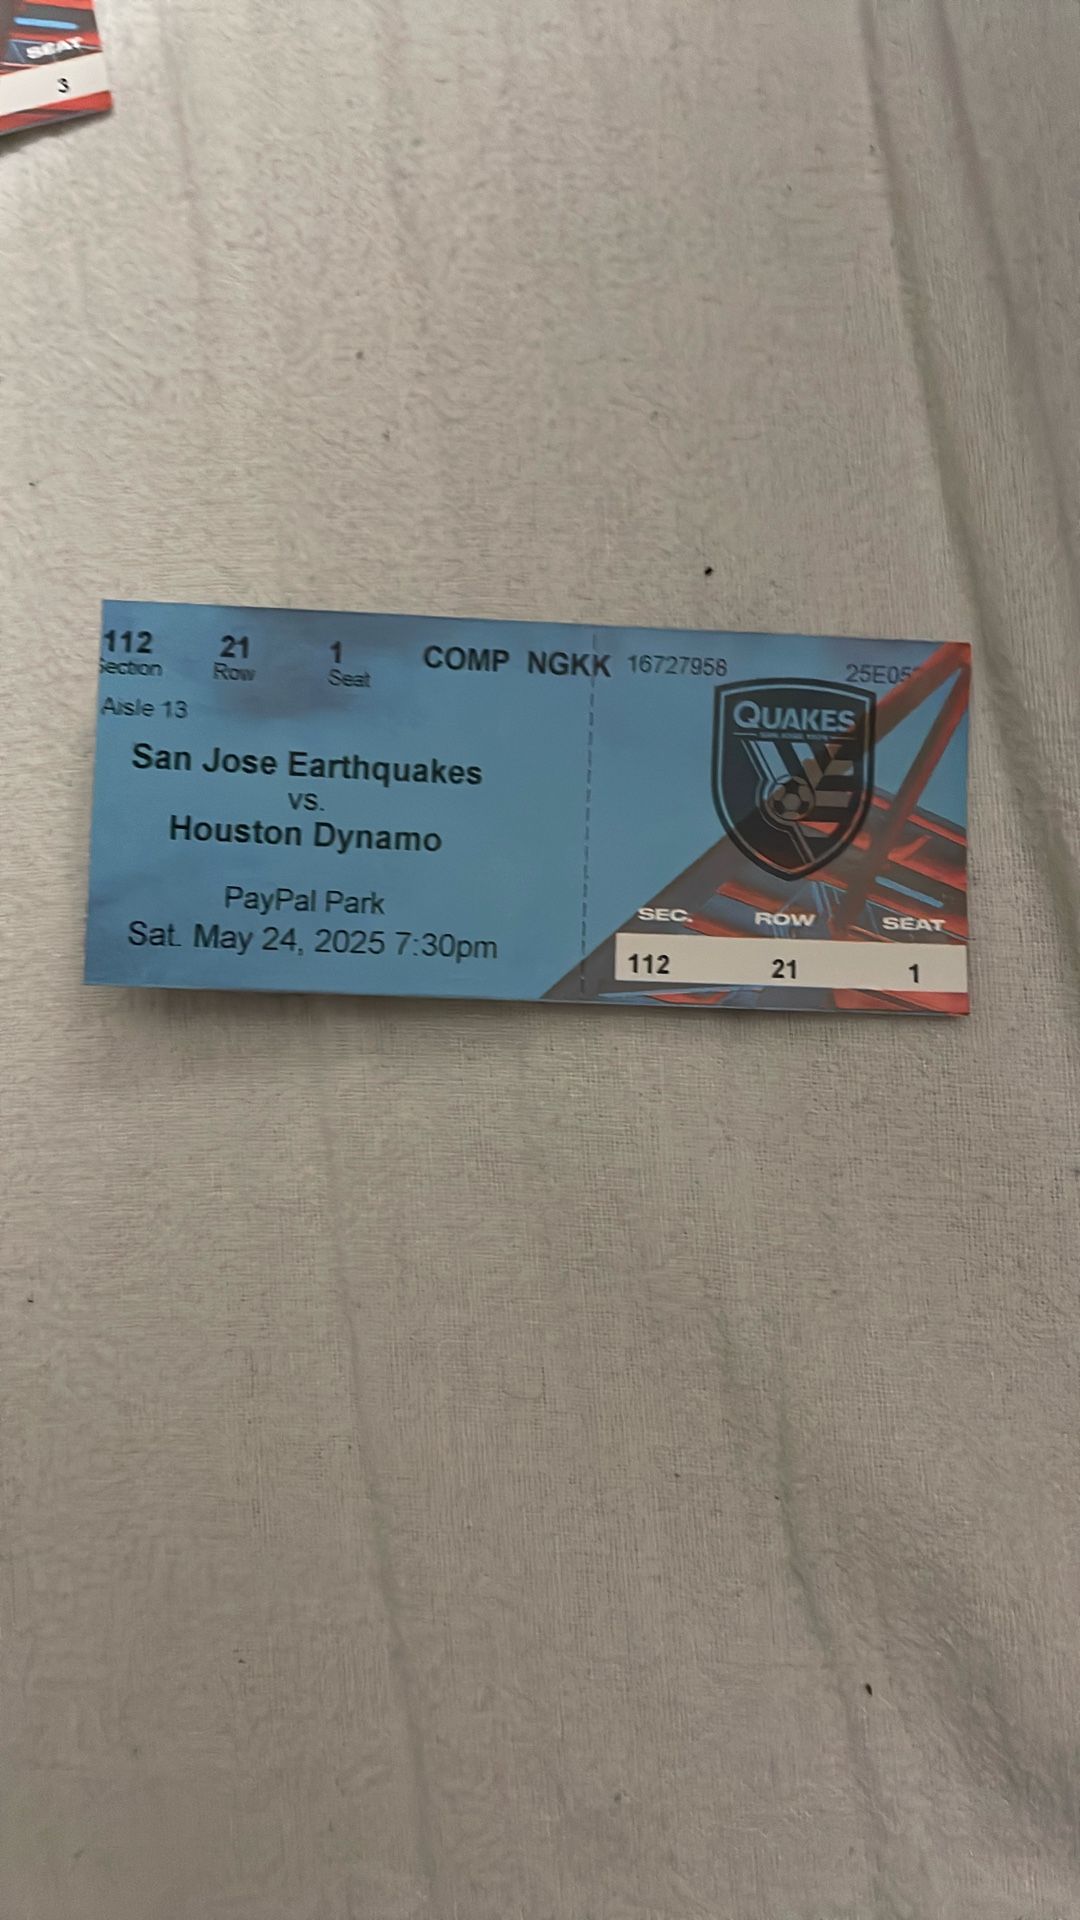 SEAT
3
112 21 1 COMP NGKK 16727958 25E05
Section Row Seat
Aisle 13
QUAKES
San Jose Earthquakes
vs.
Houston Dynamo
PayPal Park
Sat. May 24, 2025 7:30pm
SEC. ROW SEAT
112 21 1